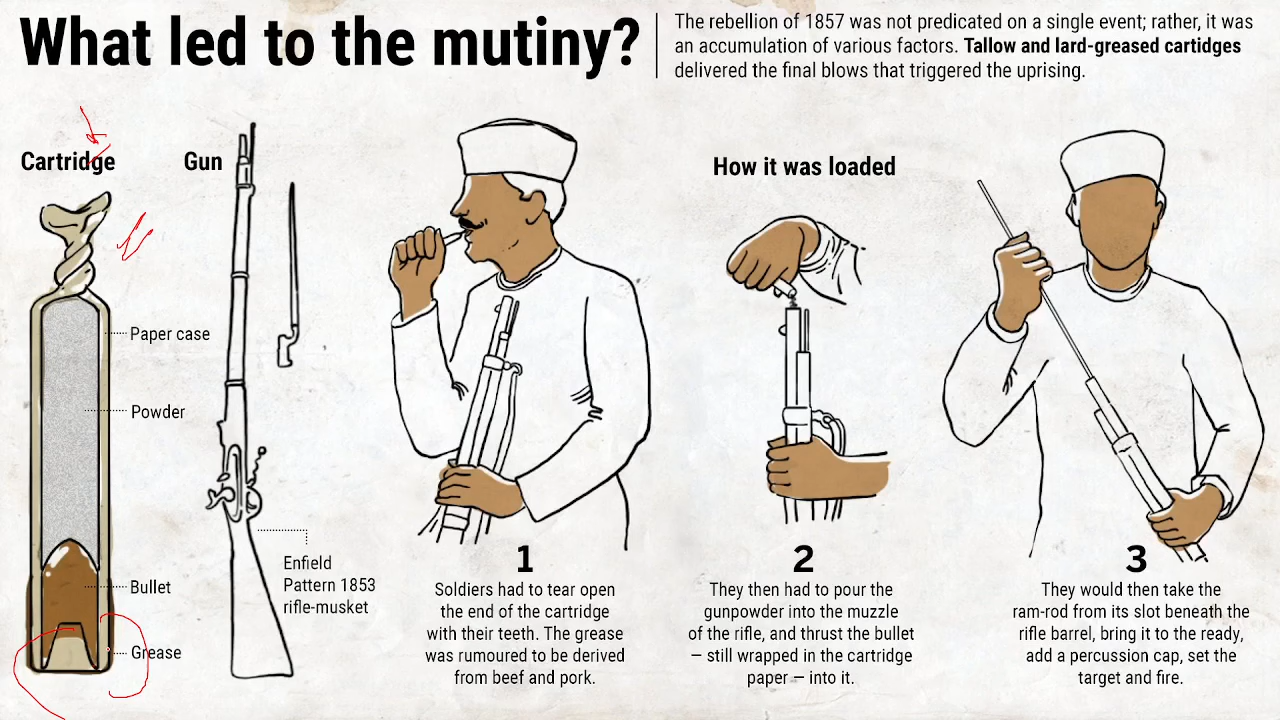 What led to the mutiny?
The rebellion of 1857 was not predicated on a single event; rather, it was
an accumulation of various factors. Tallow and lard-greased cartidges
delivered the final blows that triggered the uprising.
Cartridge
Gun
How it was loaded
Paper case
Powder
Bullet
Grease
Enfield
Pattern 1853
rifle-musket
1
Soldiers had to tear open
the end of the cartridge
with their teeth. The grease
was rumoured to be derived
from beef and pork.
2
They then had to pour the
gunpowder into the muzzle
of the rifle, and thrust the bullet
— still wrapped in the cartridge
paper — into it.
3
They would then take the
ram-rod from its slot beneath the
rifle barrel, bring it to the ready,
add a percussion cap, set the
target and fire.